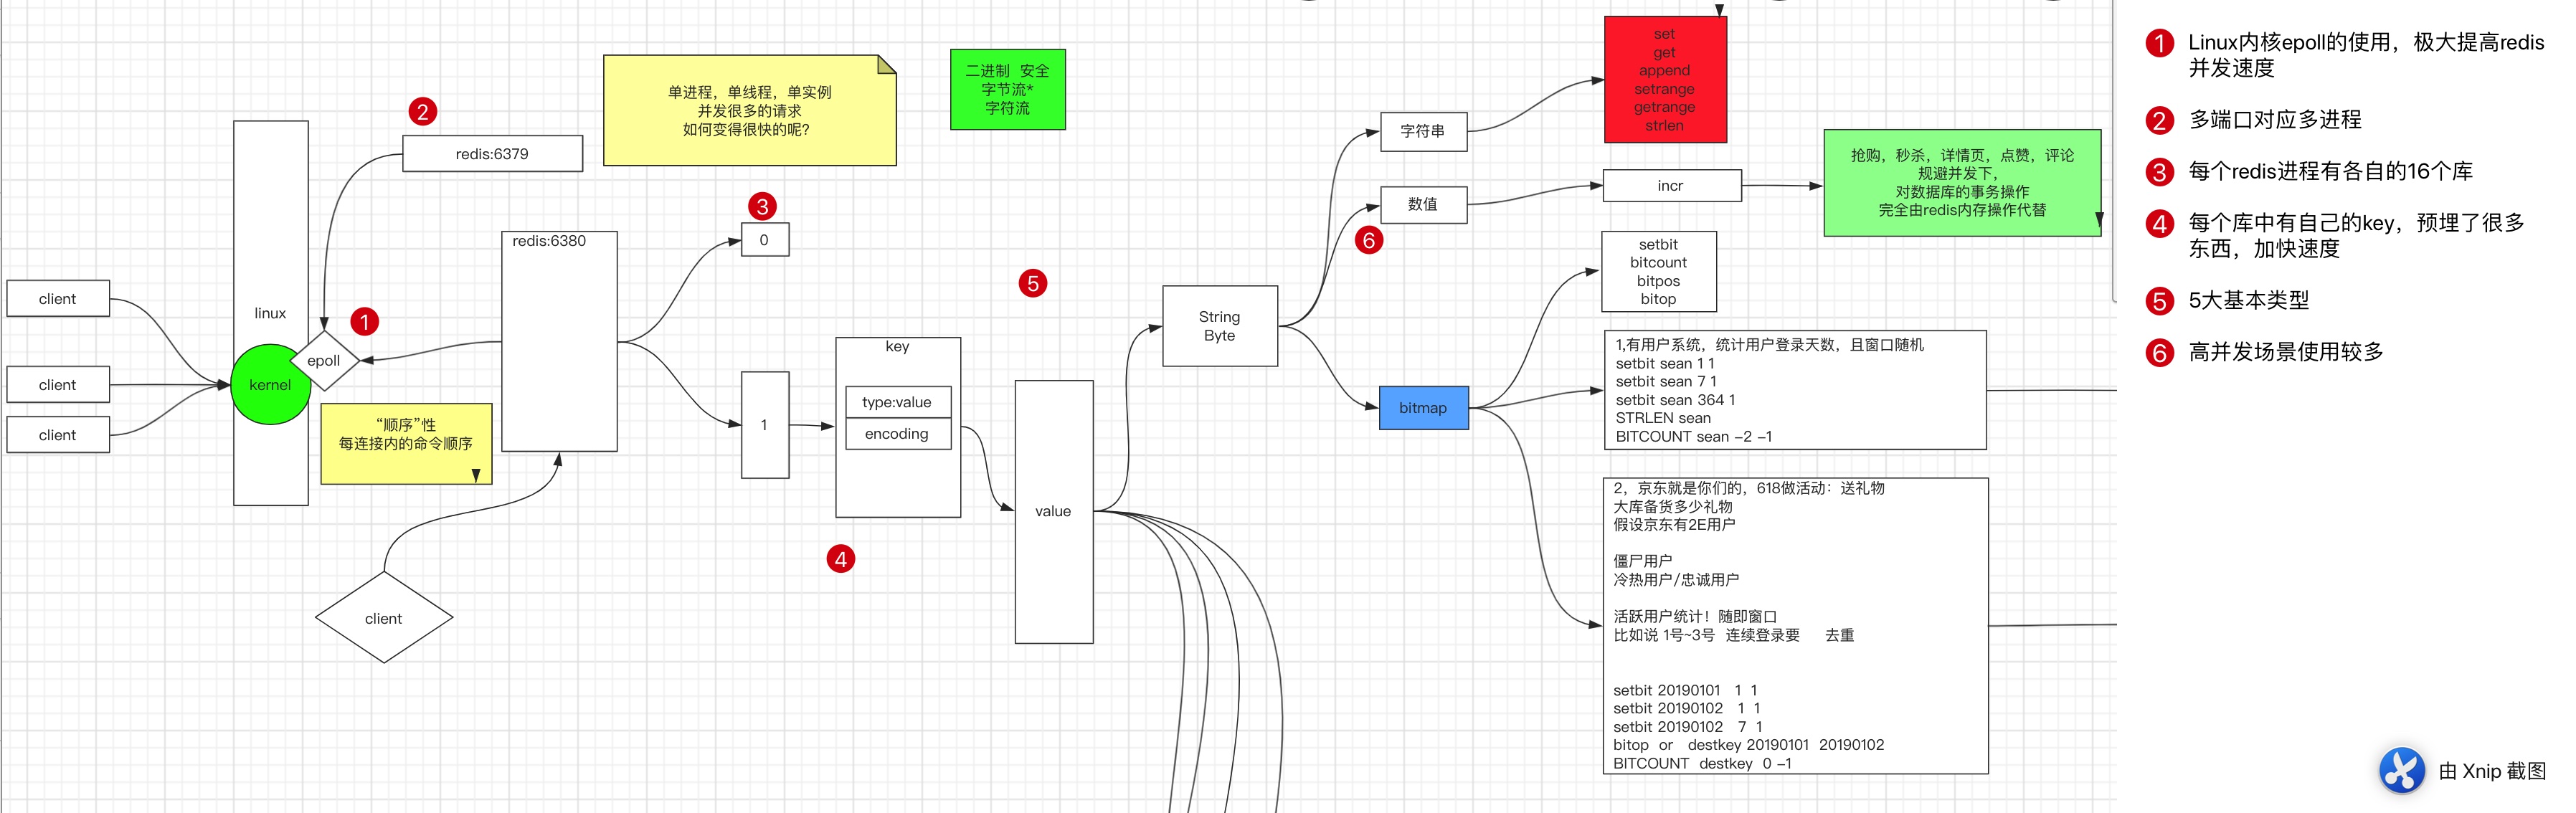 client
client
client
linux
kernel
epoll
1
2
redis:6379
“顺序”性
每连接内的命令顺序
client
redis:6380
单进程，单线程，单实例
并发很多的请求
如何变得很快的呢?
二进制 安全
字节流*
字符流
3
0
1
key
type:value
encoding
4
5
value
String
Byte
字符串
数值
6
bitmap
set
get
append
setrange
getrange
strlen
incr
抢购，秒杀，详情页，点赞，评论
规避并发下，
对数据库的事务操作
完全由redis内存操作代替
setbit
bitcount
bitpos
bitop
1,有用户系统，统计用户登录天数，且窗口随机
setbit sean 1 1
setbit sean 7 1
setbit sean 364 1
STRLEN sean
BITCOUNT sean -2 -1
2，京东就是你们的，618做活动：送礼物
大库备货多少礼物
假设京东有2E用户
僵尸用户
冷热用户/忠诚用户
活跃用户统计！随即窗口
比如说 1号~3号 连续登录要 去重
setbit 20190101 1 1
setbit 20190102 1 1
setbit 20190102 7 1
bitop or destkey 20190101 20190102
BITCOUNT destkey 0 -1
1 Linux内核epoll的使用，极大提高redis
并发速度
2 多端口对应多进程
3 每个redis进程有各自的16个库
4 每个库中有自己的key，预埋了很多
东西，加快速度
5 5大基本类型
6 高并发场景使用较多
由 Xnip 截图